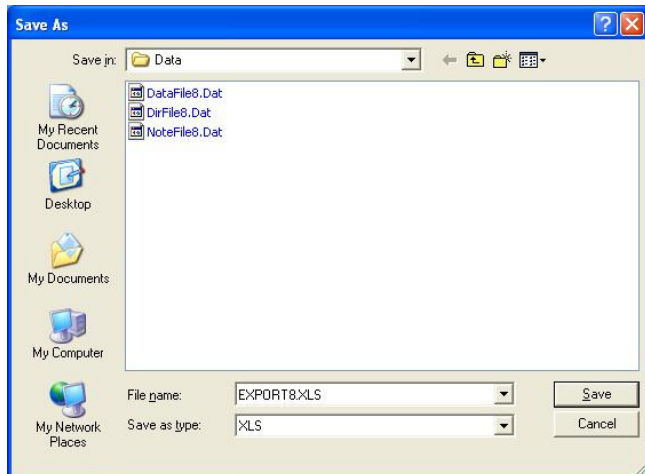 Save As
Save in:
Data
DataFile8.Dat
DirFile8.Dat
NoteFile8.Dat
My Recent
Documents
Desktop
My Documents
My Computer
My Network
Places
File name:
EXPORT8.XLS
Save
Save as type:
XLS
Cancel